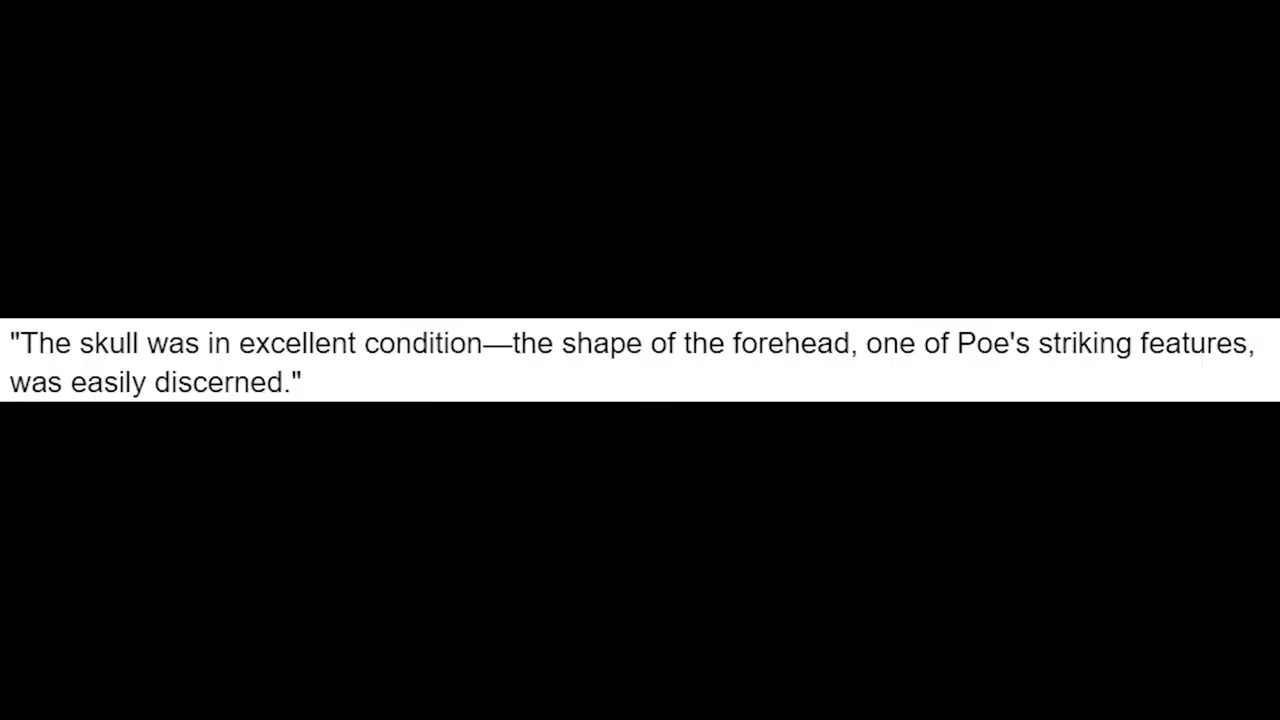 "The skull was in excellent condition—the shape of the forehead, one of Poe's striking features,
was easily discerned."